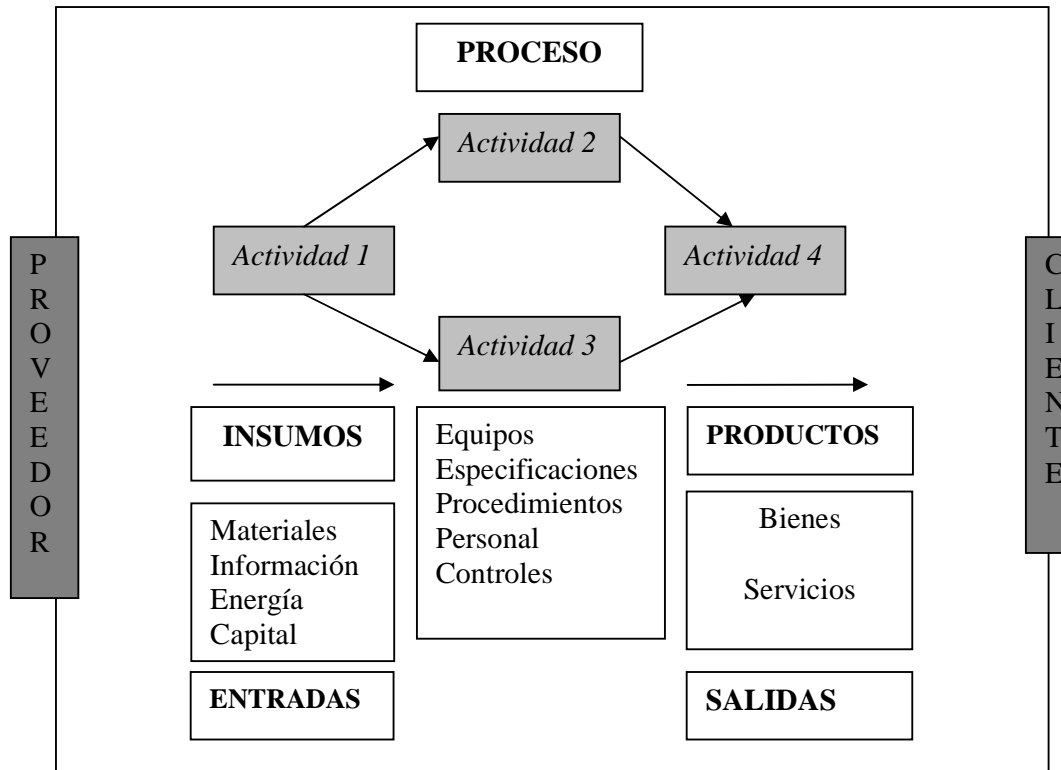 PROCESO
Actividad 2
Actividad 1
Actividad 4
Actividad 3
P
R
O
V
E
E
D
O
R
C
L
I
E
N
T
E
INSUMOS
Materiales
Información
Energía
Capital
ENTRADAS
Equipos
Especificaciones
Procedimientos
Personal
Controles
PRODUCTOS
Bienes
Servicios
SALIDAS